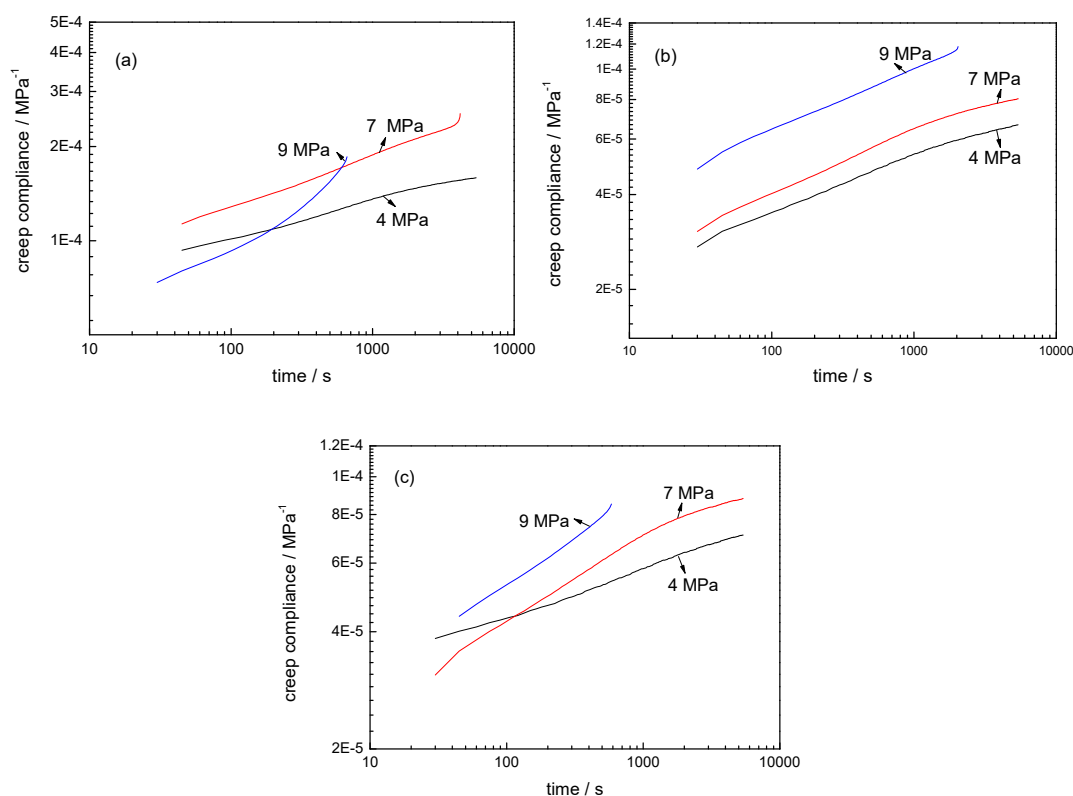 5E-4
4E-4
3E-4
2E-4
1E-4
creep compliance / MPa-1
(a)
9 MPa
7 MPa
4 MPa
10
100
1000
10000
time / s
1.4E-4
1.2E-4
1E-4
8E-5
6E-5
4E-5
2E-5
creep compliance / MPa-1
(b)
9 MPa
7 MPa
4 MPa
10
100
1000
10000
time / s
1.2E-4
1E-4
8E-5
6E-5
4E-5
2E-5
creep compliance / MPa-1
(c)
7 MPa
9 MPa
4 MPa
10
100
1000
10000
time / s